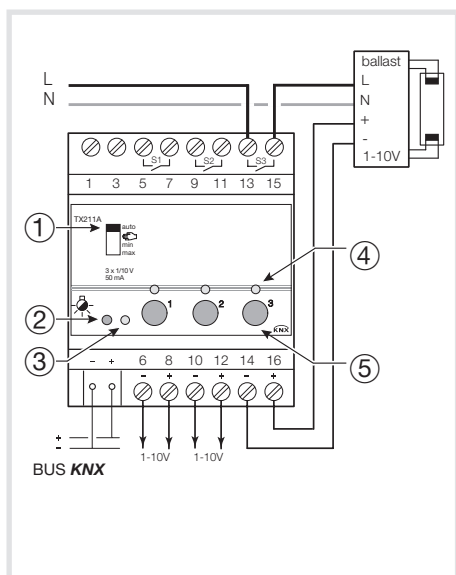 ballast
L
N
+
-
1-10V
L
N
S1 S2 S3
1 3 5 7 9 11 13 15
TX211A
auto
min
max
3 x 1/10 V
50 mA
1
2
3
4
5
1 2 3
KNX
- + 6 8 10 12 14 16
- + - + - +
1-10V 1-10V
+
-
BUS KNX